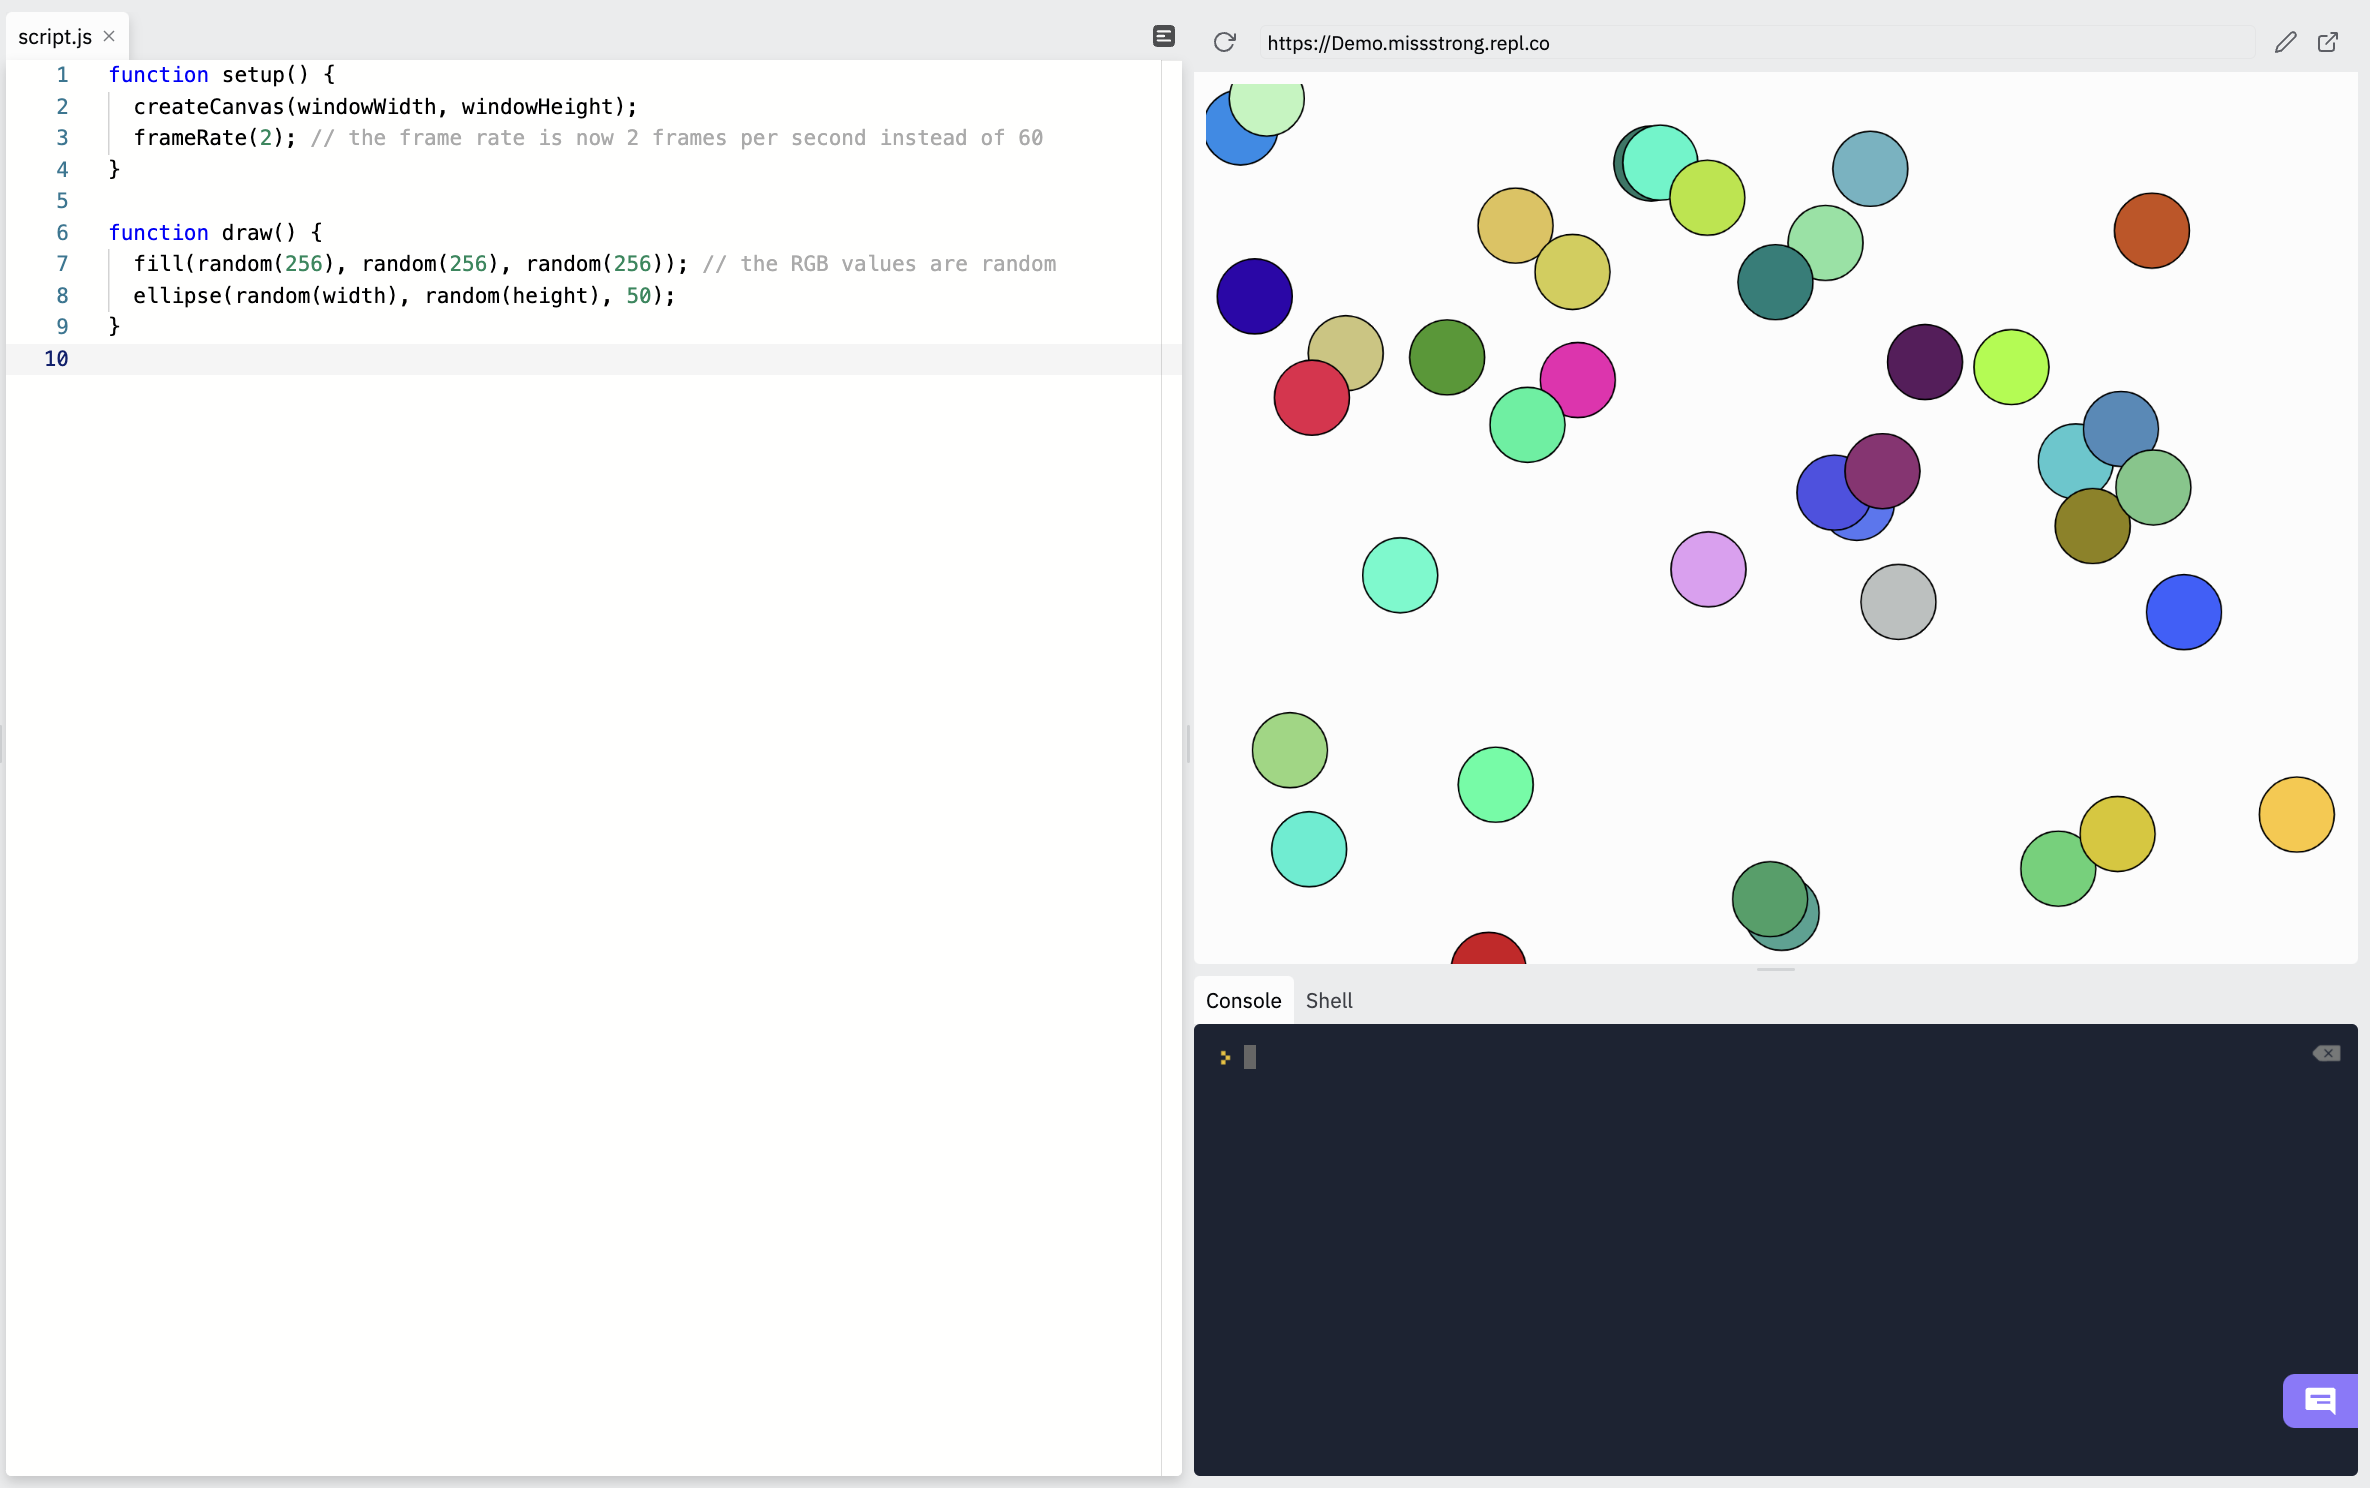 script.js
1 function setup() {
2 createCanvas(windowWidth, windowHeight);
3 frameRate(2); // the frame rate is now 2 frames per second instead of 60
4 }
5
6 function draw() {
7 fill(random(256), random(256), random(256)); // the RGB values are random
8 ellipse(random(width), random(height), 50);
9 }
10
https://Demo.missstrong.repl.co
Console Shell